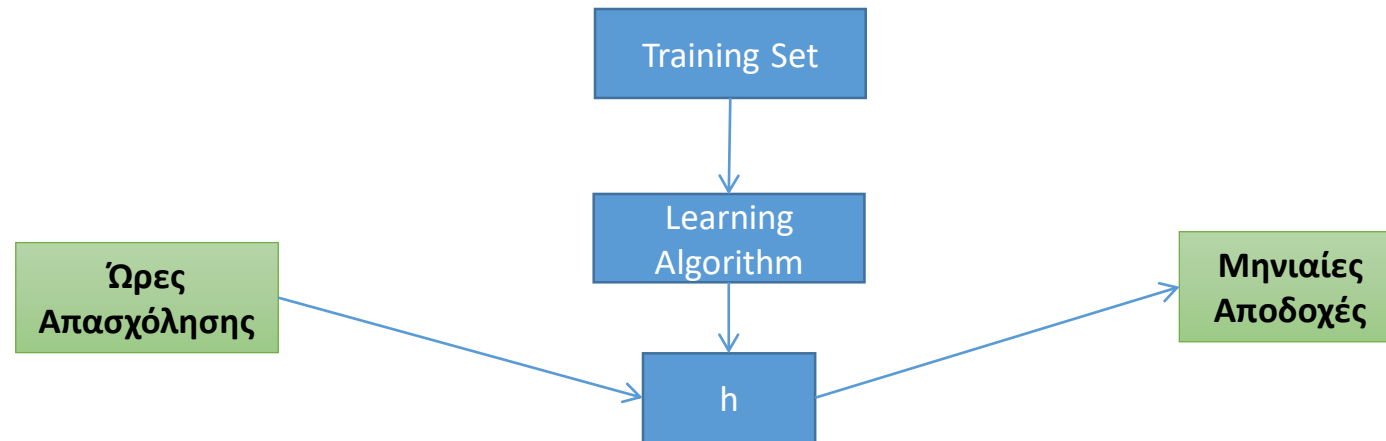 Training Set
Learning
Algorithm
Ώρες
Απασχόλησης
Μηνιαίες
Αποδοχές
h